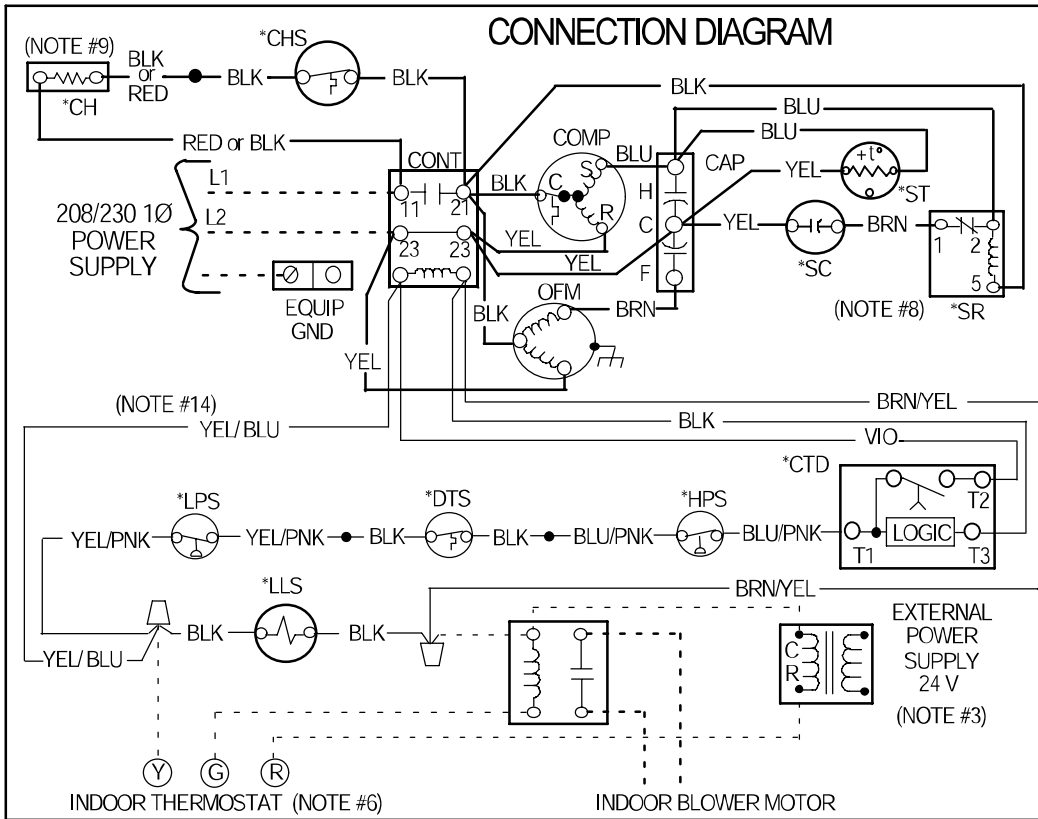 CONNECTION DIAGRAM
(NOTE #9)
BLK
or
RED
*CH
*CHS
BLK
BLK
BLK
BLU
BLU
RED or BLK
L1
L2
208/230 1Ø
POWER
SUPPLY
EQUIP
GND
CONT
11
21
23
23
BLK
COMP
C
S
R
BLU
YEL
YEL
CAP
H
C
F
YEL
+t°
*ST
YEL
*SC
BRN
1
2
5
*SR
(NOTE #8)
BLK
OFM
BRN
YEL
(NOTE #14)
YEL/BLU
BRN/YEL
BLK
VIO
*CTD
T2
LOGIC
T1
T3
*LPS
*DTS
*HPS
YEL/PNK
YEL/PNK
BLK
BLK
BLU/PNK
BLU/PNK
*LLS
BLK
BLK
BRN/YEL
YEL/BLU
C
R
EXTERNAL
POWER
SUPPLY
24 V
(NOTE #3)
Y
G
R
INDOOR THERMOSTAT (NOTE #6)
INDOOR BLOWER MOTOR